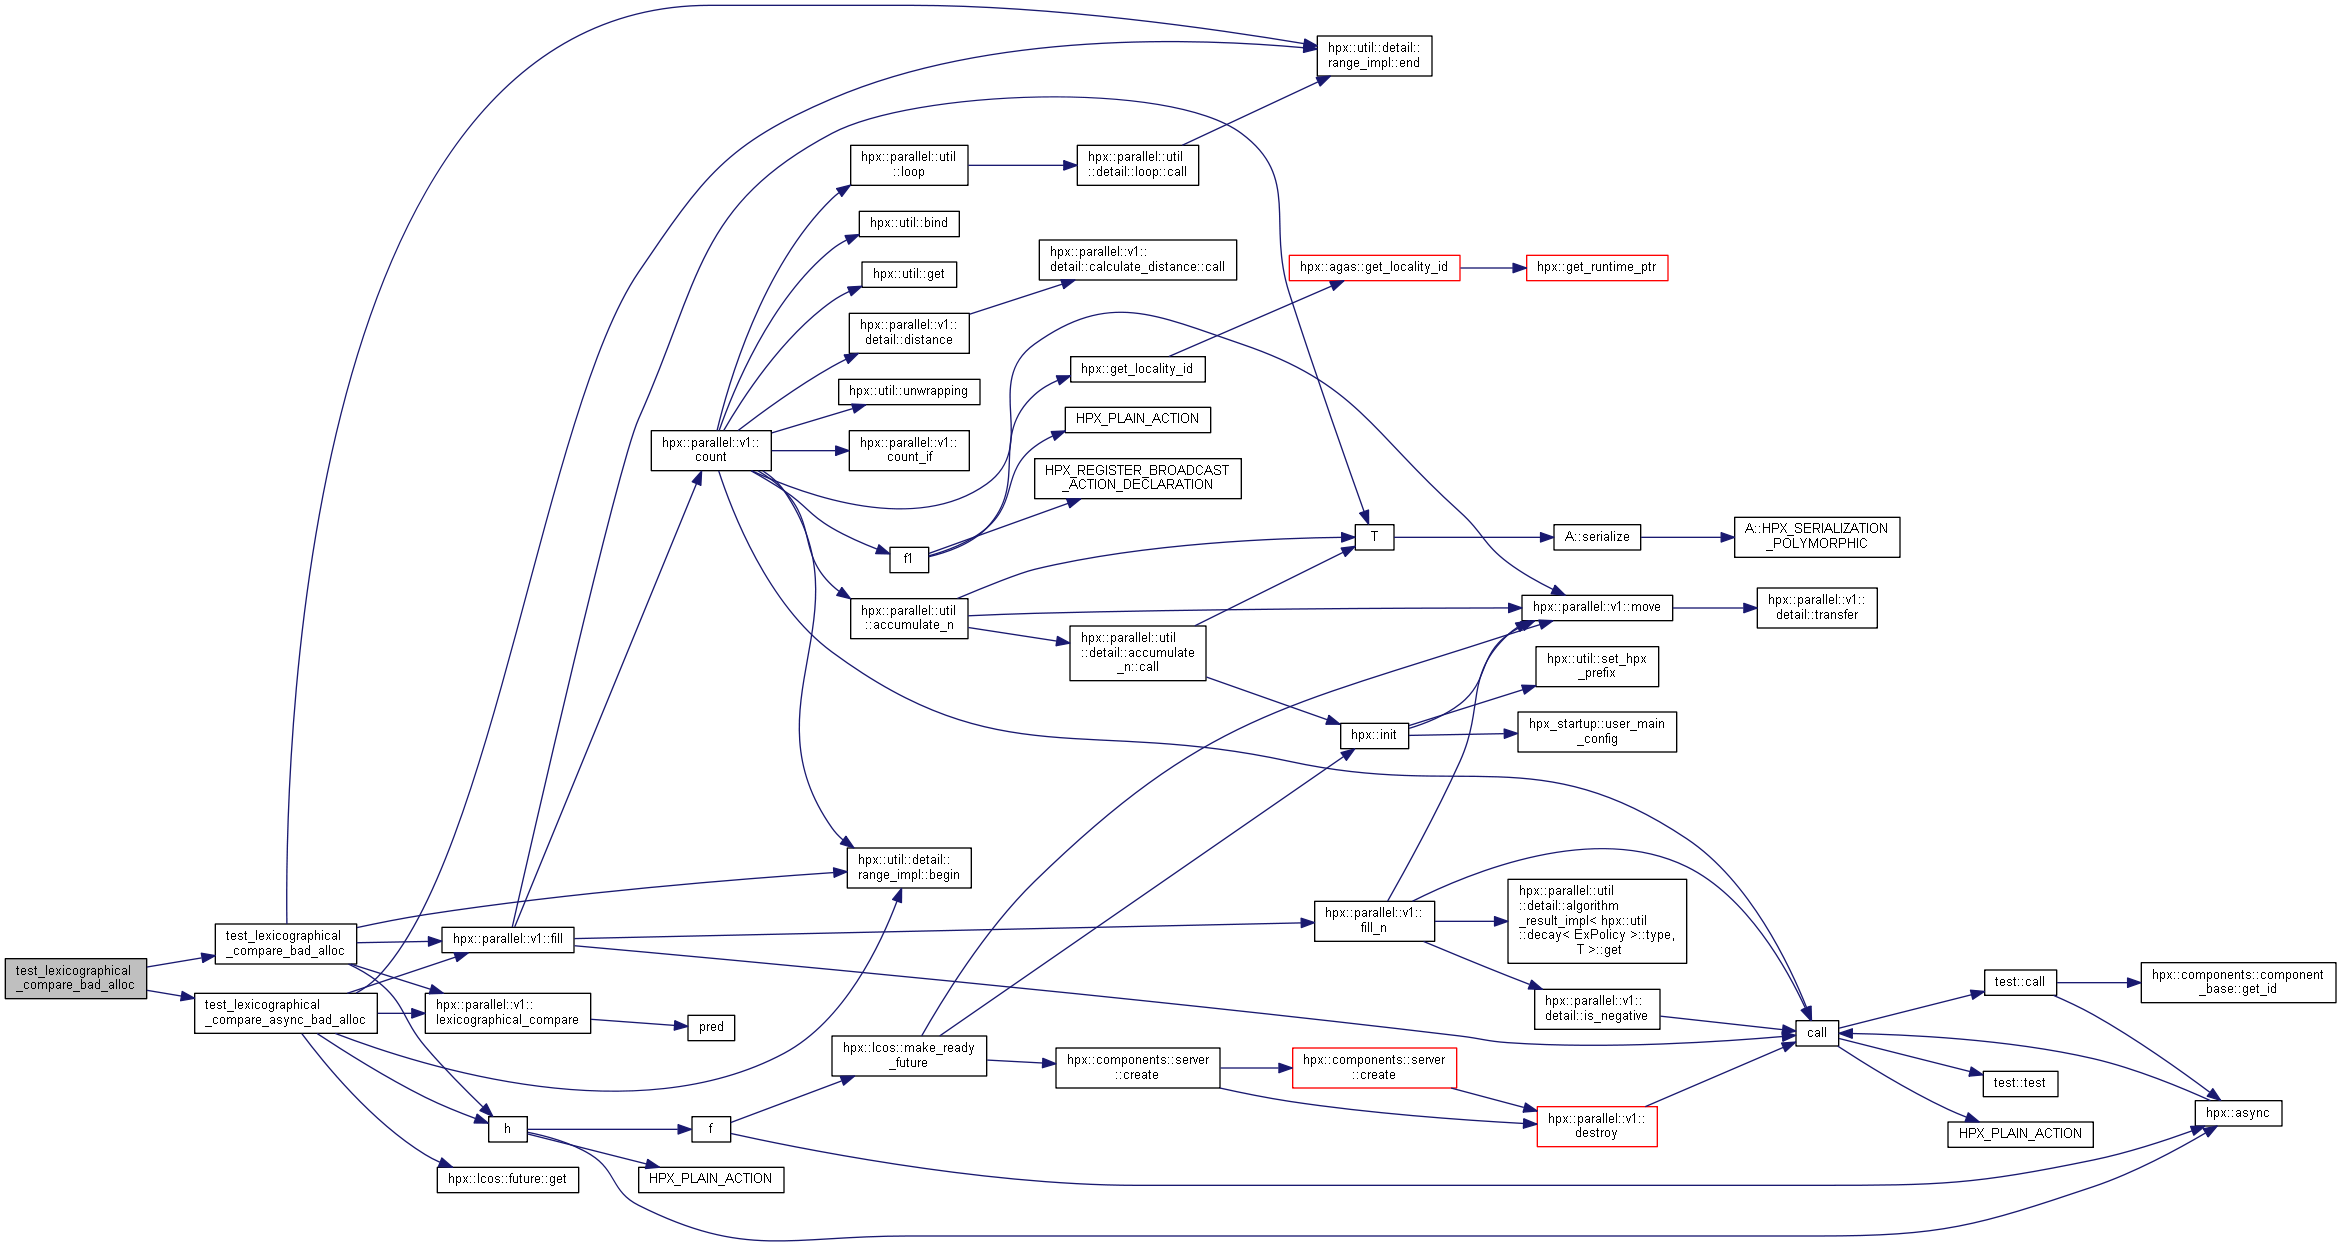 hpx::util::detail::
range_impl::end
hpx::parallel::util
::loop
hpx::parallel::util
::detail::loop::call
hpx::util::bind
hpx::util::get
hpx::parallel::v1::
detail::calculate_distance::call
hpx::agas::get_locality_id
hpx::get_runtime_ptr
hpx::parallel::v1::
detail::distance
hpx::get_locality_id
hpx::util::unwrapping
HPX_PLAIN_ACTION
hpx::parallel::v1::
count
hpx::parallel::v1::
count_if
HPX_REGISTER_BROADCAST
_ACTION_DECLARATION
f1
T
A::serialize
A::HPX_SERIALIZATION
_POLYMORPHIC
hpx::parallel::util
::accumulate_n
hpx::parallel::v1::move
hpx::parallel::v1::
detail::transfer
hpx::parallel::util
::detail::accumulate
_n::call
hpx::util::set_hpx
_prefix
hpx::init
hpx_startup::user_main
_config
hpx::util::detail::
range_impl::begin
hpx::parallel::v1::
fill_n
hpx::parallel::util
::detail::algorithm
_result_impl< hpx::util
::decay< ExPolicy >::type,
T >::get
test_lexicographical
_compare_bad_alloc
hpx::parallel::v1::fill
test_lexicographical
_compare_bad_alloc
test_lexicographical
_compare_async_bad_alloc
hpx::parallel::v1::
lexicographical_compare
pred
hpx::parallel::v1::
detail::is_negative
call
test::call
hpx::components::component
_base::get_id
hpx::lcos::make_ready
_future
hpx::components::server
::create
hpx::components::server
::create
test::test
hpx::async
h
f
hpx::parallel::v1::
destroy
HPX_PLAIN_ACTION
hpx::lcos::future::get
HPX_PLAIN_ACTION